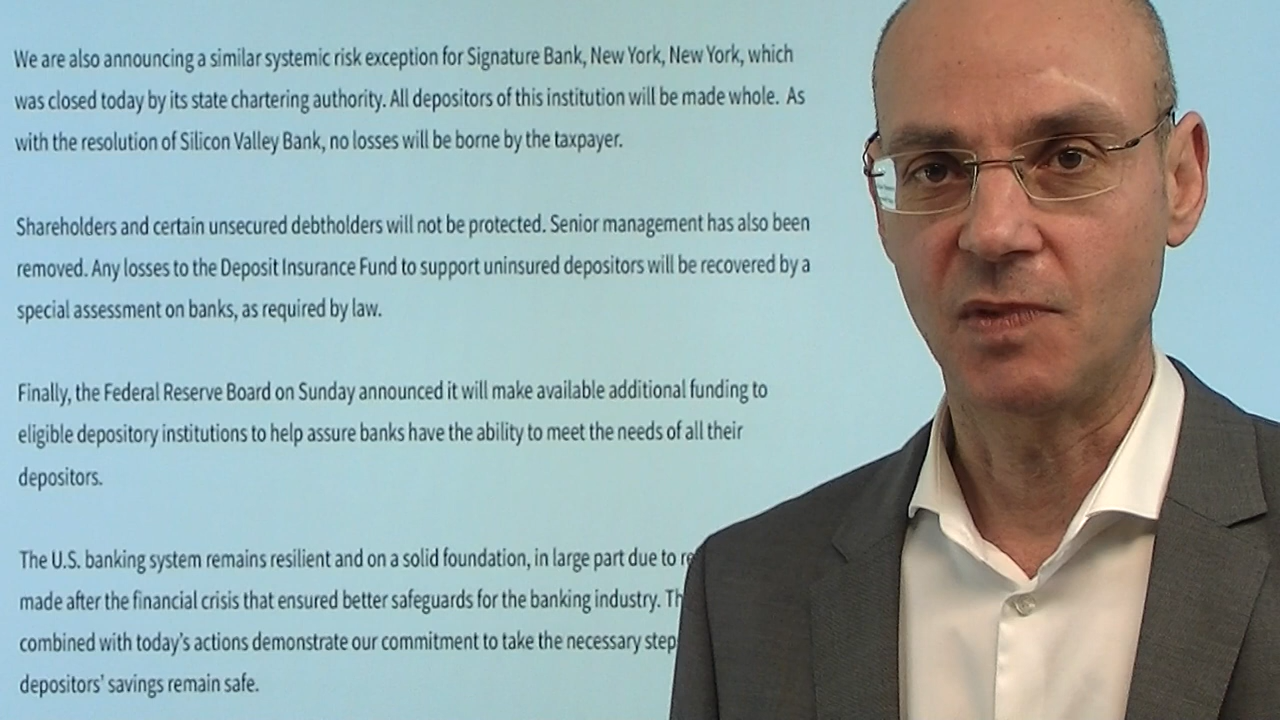 We are also announcing a similar systemic risk exception for Signature Bank, New York, New York, which
was closed today by its state chartering authority. All depositors of this institution will be made whole. As
with the resolution of Silicon Valley Bank, no losses will be borne by the taxpayer.
Shareholders and certain unsecured debtholders will not be protected. Senior management has also been
removed. Any losses to the Deposit Insurance Fund to support uninsured depositors will be recovered by a
special assessment on banks, as required by law.
Finally, the Federal Reserve Board on Sunday announced it will make available additional funding to
eligible depository institutions to help assure banks have the ability to meet the needs of all their
depositors.
The U.S. banking system remains resilient and on a solid foundation, in large part due to
made after the financial crisis that ensured better safeguards for the banking industry.
combined with today's actions demonstrate our commitment to take the necessary
depositors' savings remain safe.